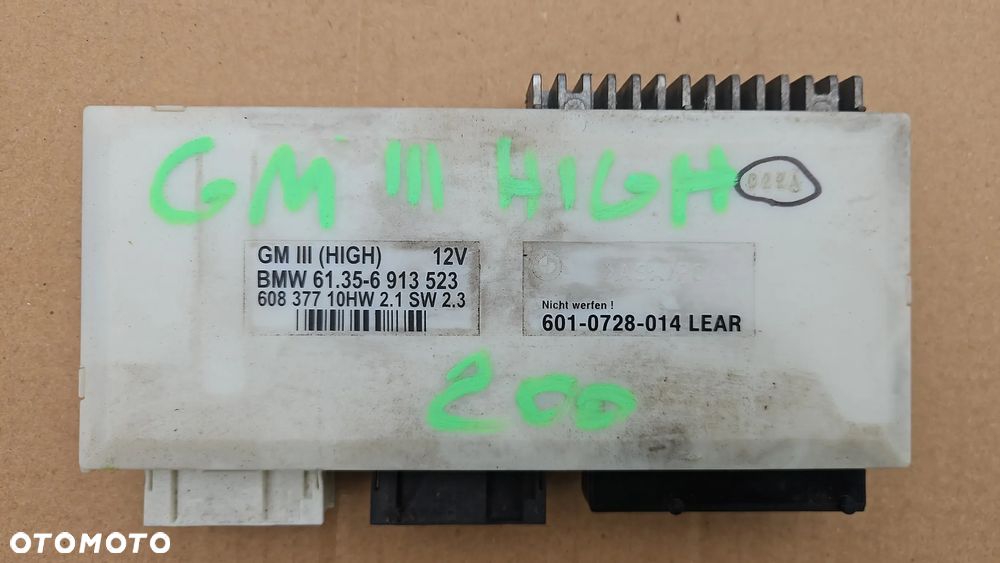 GM III HIGH
GM III (HIGH) 12V
BMW 61.35-6 913 523
608 377 10HW 2.1 SW 2.3
Nicht werfen !
601-0728-014 LEAR
200
OTOMOTO